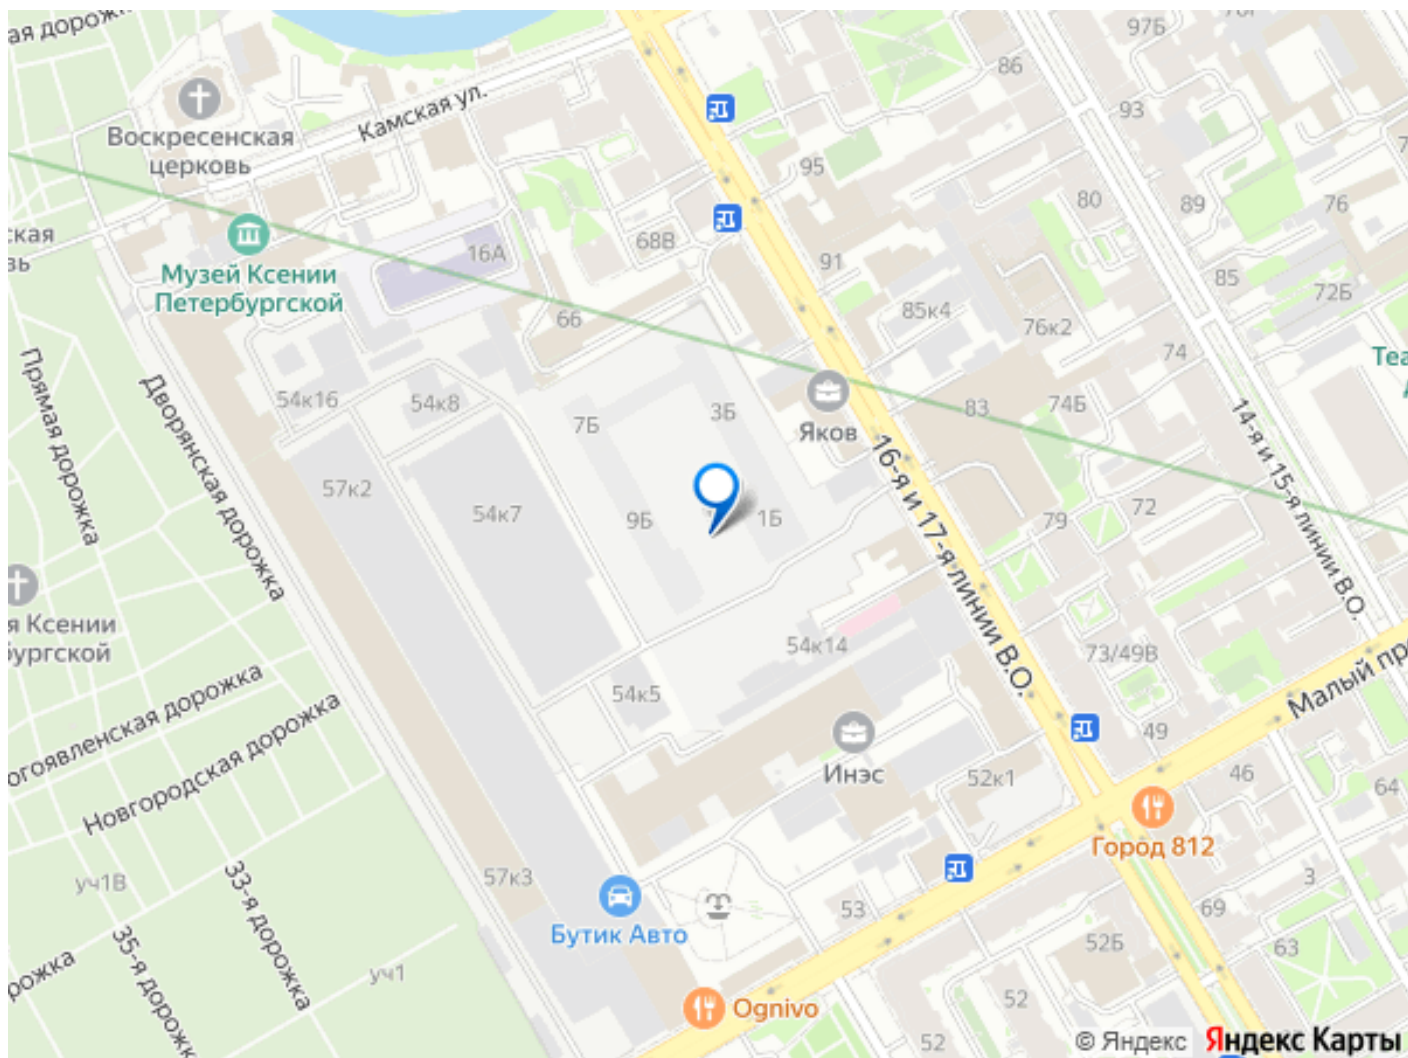 ая дорожка
97Б
86
Камская ул.
93
Воскресенская
церковь
95
80
89
76
ская
вь
16А
68В
91
85
72Б
Музей Ксении
Петербургской
66
85к4
76к2
74
Теа
Прямая дорожка
Дворянская дорожка
54к16
54к8
7Б
3Б
83
74Б
Яков
14-я и 15-я линии В.О.
16-я и 17-я линии В.О.
57к2
54к7
9Б
1Б
79
72
я Ксении
бургской
54к14
73/49В
54к5
Малый пр
огоявленская дорожка
Новгородская дорожка
49
46
Инэс
52к1
64
Город 812
57к3
уч1В
33-я дорожка
3
53
69
Бутик Авто
52Б
63
35-я дорожк
орожка
уч1
Ognivo
52
52
© Яндекс
Яндекс Карты